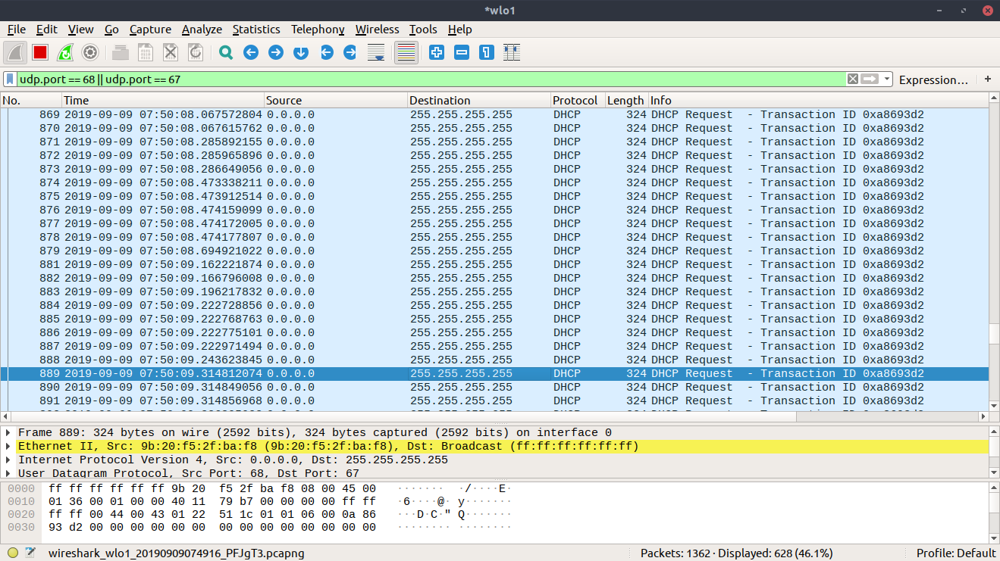 *wlo1
File Edit View Go Capture Analyze Statistics Telephony Wireless Tools Help
udp.port == 68 || udp.port == 67 Expression… +
No. Time Source Destination Protocol Length Info
869 2019-09-09 07:50:08.067572804 0.0.0.0 255.255.255.255 DHCP 324 DHCP Request - Transaction ID 0xa8693d2
870 2019-09-09 07:50:08.067615762 0.0.0.0 255.255.255.255 DHCP 324 DHCP Request - Transaction ID 0xa8693d2
871 2019-09-09 07:50:08.285892155 0.0.0.0 255.255.255.255 DHCP 324 DHCP Request - Transaction ID 0xa8693d2
872 2019-09-09 07:50:08.285965896 0.0.0.0 255.255.255.255 DHCP 324 DHCP Request - Transaction ID 0xa8693d2
873 2019-09-09 07:50:08.286649056 0.0.0.0 255.255.255.255 DHCP 324 DHCP Request - Transaction ID 0xa8693d2
874 2019-09-09 07:50:08.473338211 0.0.0.0 255.255.255.255 DHCP 324 DHCP Request - Transaction ID 0xa8693d2
875 2019-09-09 07:50:08.473912514 0.0.0.0 255.255.255.255 DHCP 324 DHCP Request - Transaction ID 0xa8693d2
876 2019-09-09 07:50:08.474159099 0.0.0.0 255.255.255.255 DHCP 324 DHCP Request - Transaction ID 0xa8693d2
877 2019-09-09 07:50:08.474172005 0.0.0.0 255.255.255.255 DHCP 324 DHCP Request - Transaction ID 0xa8693d2
878 2019-09-09 07:50:08.474177807 0.0.0.0 255.255.255.255 DHCP 324 DHCP Request - Transaction ID 0xa8693d2
879 2019-09-09 07:50:08.694921022 0.0.0.0 255.255.255.255 DHCP 324 DHCP Request - Transaction ID 0xa8693d2
881 2019-09-09 07:50:09.162221874 0.0.0.0 255.255.255.255 DHCP 324 DHCP Request - Transaction ID 0xa8693d2
882 2019-09-09 07:50:09.166796008 0.0.0.0 255.255.255.255 DHCP 324 DHCP Request - Transaction ID 0xa8693d2
883 2019-09-09 07:50:09.196217832 0.0.0.0 255.255.255.255 DHCP 324 DHCP Request - Transaction ID 0xa8693d2
884 2019-09-09 07:50:09.222728856 0.0.0.0 255.255.255.255 DHCP 324 DHCP Request - Transaction ID 0xa8693d2
885 2019-09-09 07:50:09.222768763 0.0.0.0 255.255.255.255 DHCP 324 DHCP Request - Transaction ID 0xa8693d2
886 2019-09-09 07:50:09.222775101 0.0.0.0 255.255.255.255 DHCP 324 DHCP Request - Transaction ID 0xa8693d2
887 2019-09-09 07:50:09.222971494 0.0.0.0 255.255.255.255 DHCP 324 DHCP Request - Transaction ID 0xa8693d2
888 2019-09-09 07:50:09.243623845 0.0.0.0 255.255.255.255 DHCP 324 DHCP Request - Transaction ID 0xa8693d2
889 2019-09-09 07:50:09.314812074 0.0.0.0 255.255.255.255 DHCP 324 DHCP Request - Transaction ID 0xa8693d2
890 2019-09-09 07:50:09.314849056 0.0.0.0 255.255.255.255 DHCP 324 DHCP Request - Transaction ID 0xa8693d2
891 2019-09-09 07:50:09.314856968 0.0.0.0 255.255.255.255 DHCP 324 DHCP Request - Transaction ID 0xa8693d2
Frame 889: 324 bytes on wire (2592 bits), 324 bytes captured (2592 bits) on interface 0
Ethernet II, Src: 9b:20:f5:2f:ba:f8 (9b:20:f5:2f:ba:f8), Dst: Broadcast (ff:ff:ff:ff:ff:ff)
Internet Protocol Version 4, Src: 0.0.0.0, Dst: 255.255.255.255
User Datagram Protocol, Src Port: 68, Dst Port: 67
0000 ff ff ff ff ff ff 9b 20 f5 2f ba f8 08 00 45 00 ······· ·/····E·
0010 01 36 00 01 00 00 40 11 79 b7 00 00 00 00 ff ff ·6····@· y·······
0020 ff ff 00 44 00 43 01 22 51 1c 01 01 06 00 0a 86 ···D·C·" Q·······
0030 93 d2 00 00 00 00 00 00 00 00 00 00 00 00 00 00 ········ ········
wireshark_wlo1_20190909074916_PFJgT3.pcapng Packets: 1362 · Displayed: 628 (46.1%) Profile: Default